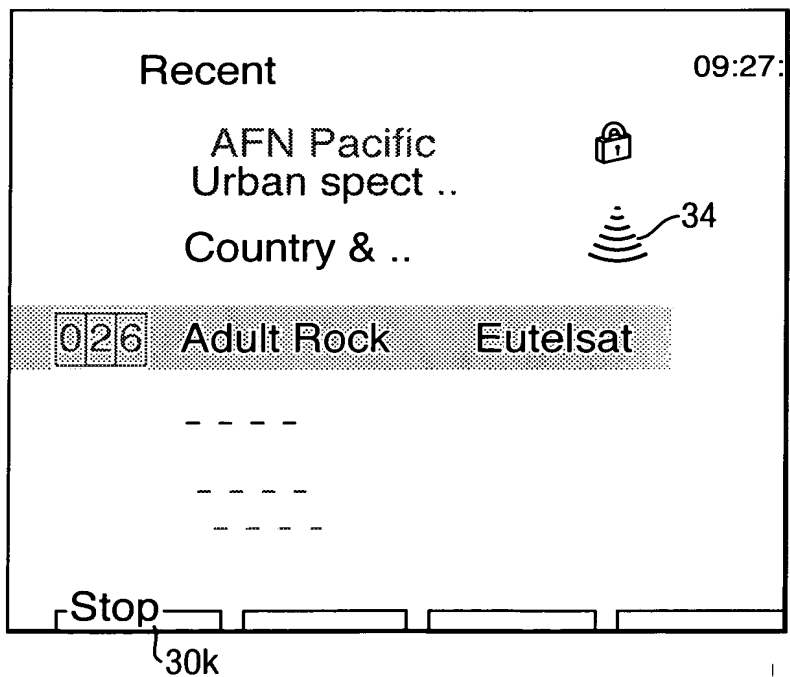 Recent 09:27:
AFN Pacific
Urban spect ..
Country & .. 34
026 Adult Rock Eutelsat
- - - -
- - - -
- - - -
Stop
30k